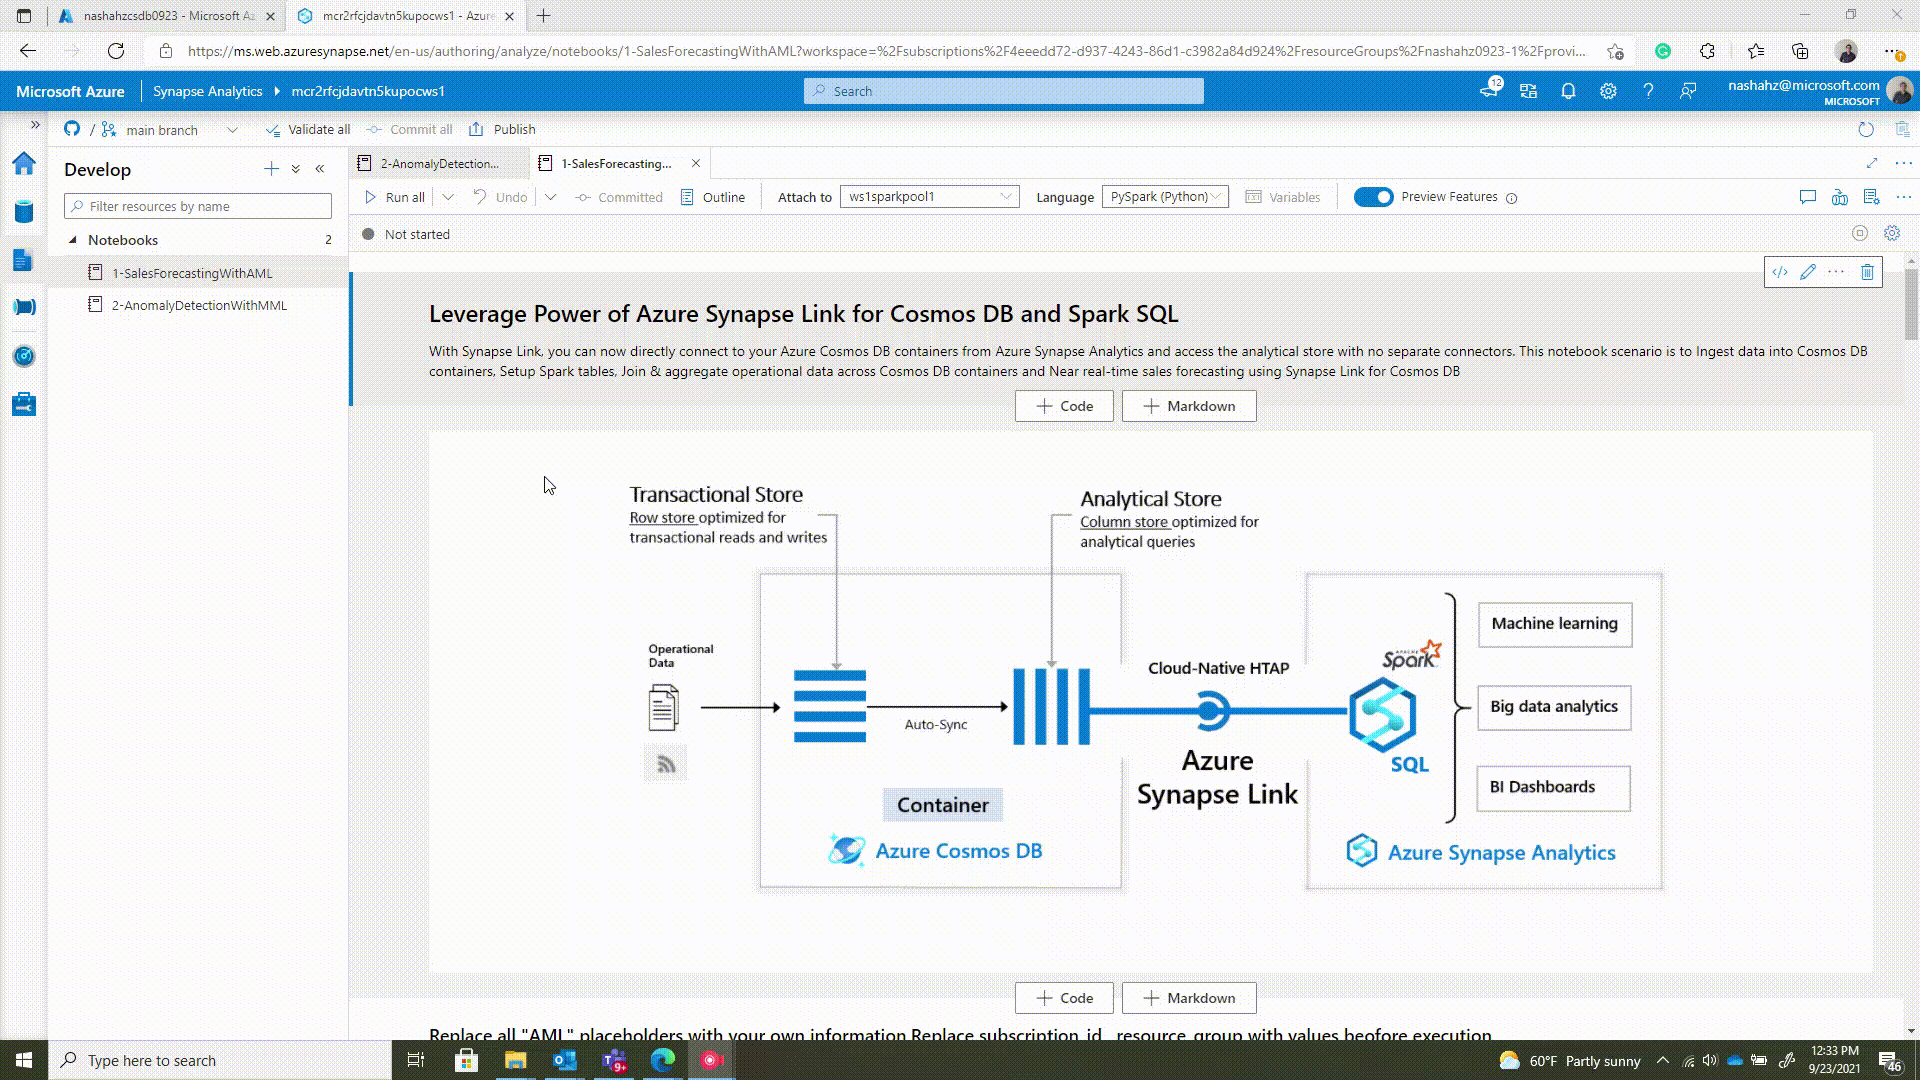 nashahzcsdb0923 - Microsoft Az
mcr2rfcjdavtn5kupocws1 - Azure
https://ms.web.azuresynapse.net/en-us/authoring/analyze/notebooks/1-SalesForecastingWithAML?workspace=%2Fsubscriptions%2F4eeedd72-d937-4243-86d1-c3982a84d924%2FresourceGroups%2Fnashahz0923-1%2Fprovi...
Microsoft Azure
Synapse Analytics
mcr2rfcjdavtn5kupocws1
Search
12
nashahz@microsoft.com
MICROSOFT
/ main branch
Validate all
Commit all
Publish
Develop
2-AnomalyDetection...
1-SalesForecasting...
Filter resources by name
Run all
Undo
Committed
Outline
Attach to
ws1sparkpool1
Language
PySpark (Python)
Variables
Preview Features
Notebooks
2
Not started
1-SalesForecastingWithAML
2-AnomalyDetectionWithMML
Leverage Power of Azure Synapse Link for Cosmos DB and Spark SQL
With Synapse Link, you can now directly connect to your Azure Cosmos DB containers from Azure Synapse Analytics and access the analytical store with no separate connectors. This notebook scenario is to Ingest data into Cosmos DB
containers, Setup Spark tables, Join & aggregate operational data across Cosmos DB containers and Near real-time sales forecasting using Synapse Link for Cosmos DB
Code
Markdown
Transactional Store
Row store optimized for
transactional reads and writes
Analytical Store
Column store optimized for
analytical queries
Operational
Data
Auto-Sync
Container
Azure Cosmos DB
Cloud-Native HTAP
Azure
Synapse Link
APACHE
Spark
SQL
Machine learning
Big data analytics
BI Dashboards
Azure Synapse Analytics
Code
Markdown
Replace all "AML" placeholders with your own information Replace subscription_id , resource_group with values beofore execution
Type here to search
9+
60°F Partly sunny
12:33 PM
9/23/2021
46